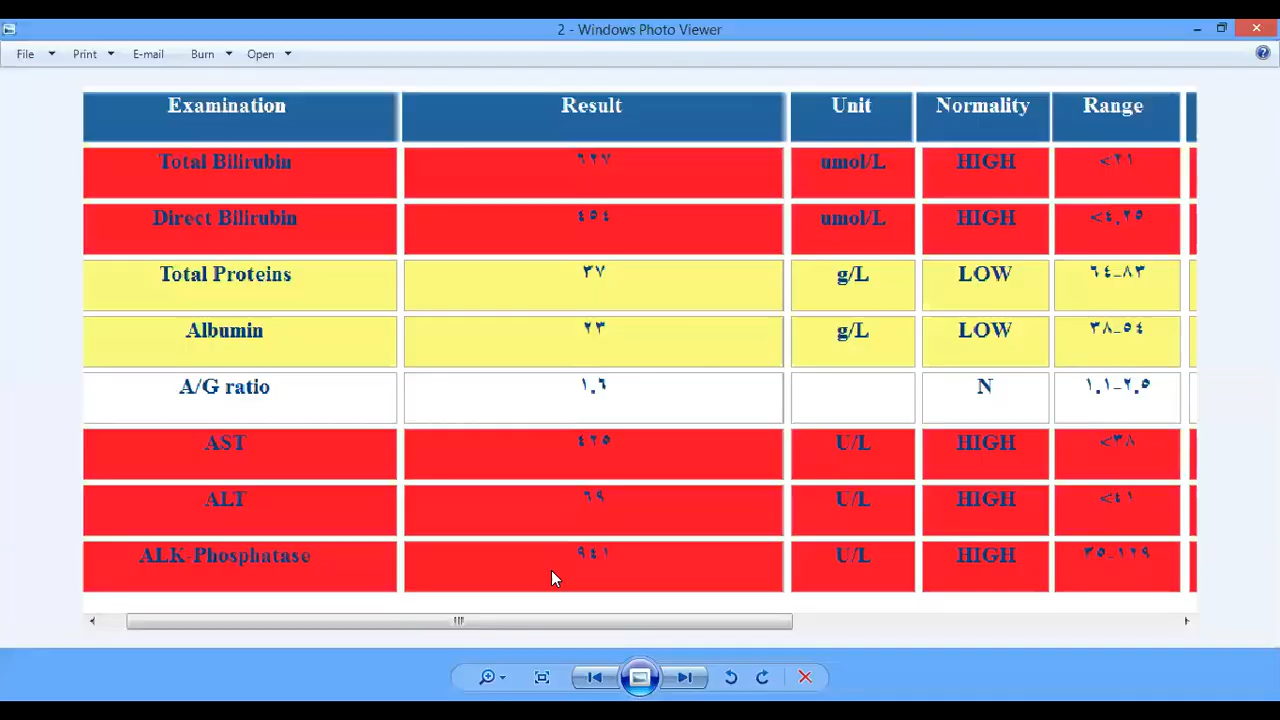 2 - Windows Photo Viewer
File Print E-mail Burn Open
Examination Result Unit Normality Range
Total Bilirubin ٦٢٧ umol/L HIGH <٢١
Direct Bilirubin ٤٥٤ umol/L HIGH <٤,٢٥
Total Proteins ٣٧ g/L LOW ٦٤-٨٣
Albumin ٢٣ g/L LOW ٣٨-٥٤
A/G ratio ١.٦ N ١.١-٢.٥
AST ٤٢٥ U/L HIGH <٣٨
ALT ٦٩ U/L HIGH <٤١
ALK-Phosphatase ٩٤١ U/L HIGH ٣٥-١٢٩